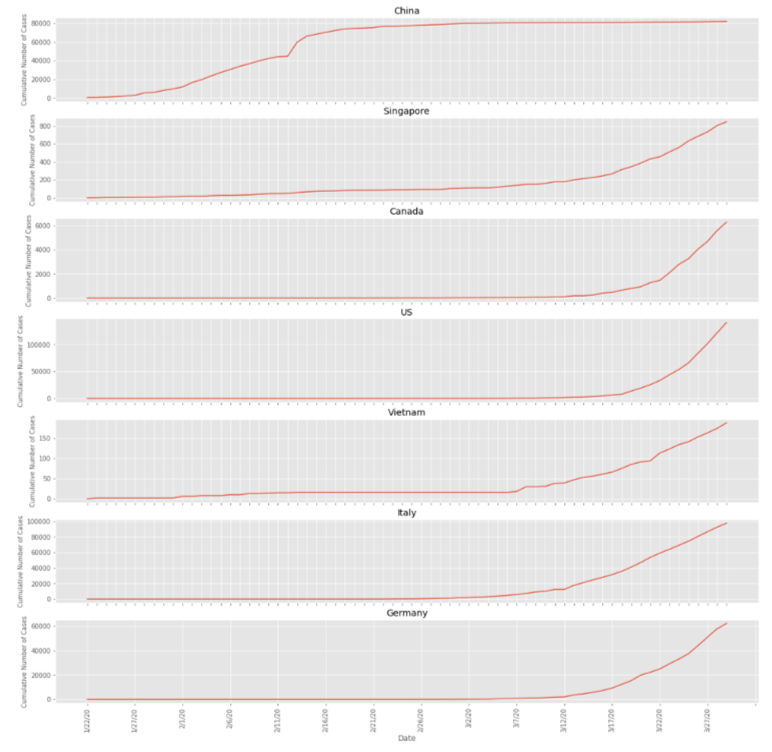 China
Cumulative Number of Cases
80000
60000
40000
20000
0
Singapore
Cumulative Number of Cases
800
600
400
200
0
Canada
Cumulative Number of Cases
6000
4000
2000
0
US
Cumulative Number of Cases
100000
50000
0
Vietnam
Cumulative Number of Cases
150
100
50
0
Italy
Cumulative Number of Cases
100000
80000
60000
40000
20000
0
Germany
Cumulative Number of Cases
60000
40000
20000
0
1/22/20 1/27/20 2/1/20 2/6/20 2/11/20 2/16/20 2/21/20 2/26/20 3/2/20 3/7/20 3/12/20 3/17/20 3/22/20 3/27/20
Date